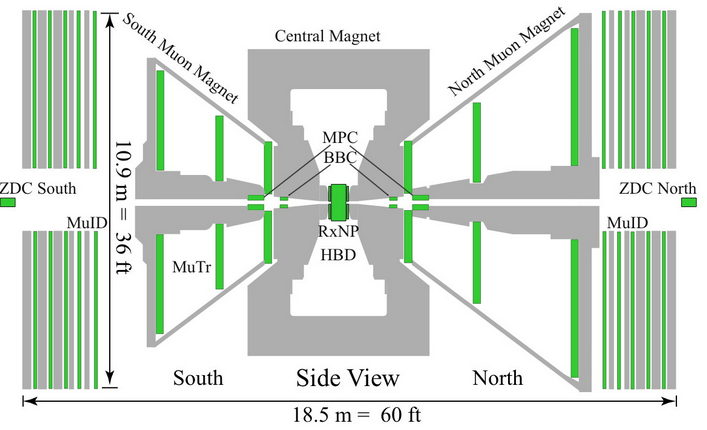 South Muon Magnet
Central Magnet
North Muon Magnet
MPC
BBC
10.9 m = 36 ft
ZDC South
ZDC North
MuID
MuID
RxNP
HBD
MuTr
South
Side View
North
18.5 m = 60 ft